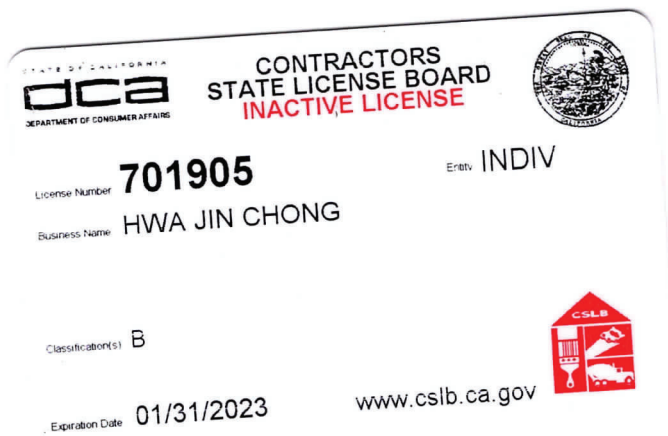 STATE OF CALIFORNIA
dca
DEPARTMENT OF CONSUMER AFFAIRS
CONTRACTORS
STATE LICENSE BOARD
INACTIVE LICENSE
CALIFORNIA
License Number 701905
Entity INDIV
Business Name HWA JIN CHONG
Classification(s) B
CSLB
Expiration Date 01/31/2023
www.cslb.ca.gov